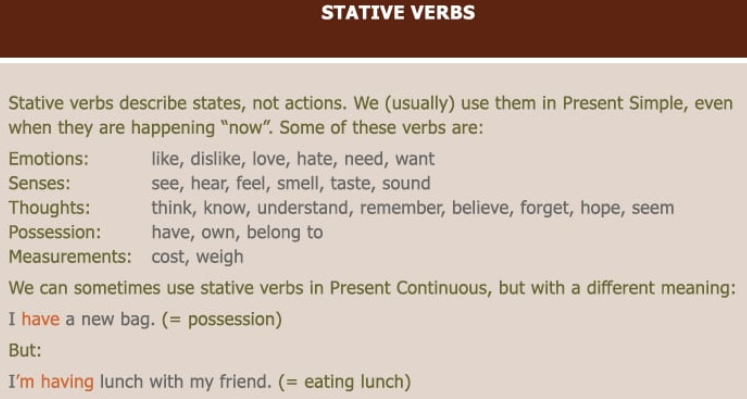 STATIVE VERBS
Stative verbs describe states, not actions. We (usually) use them in Present Simple, even
when they are happening “now”. Some of these verbs are:
Emotions: like, dislike, love, hate, need, want
Senses: see, hear, feel, smell, taste, sound
Thoughts: think, know, understand, remember, believe, forget, hope, seem
Possession: have, own, belong to
Measurements: cost, weigh
We can sometimes use stative verbs in Present Continuous, but with a different meaning:
I have a new bag. (= possession)
But:
I’m having lunch with my friend. (= eating lunch)